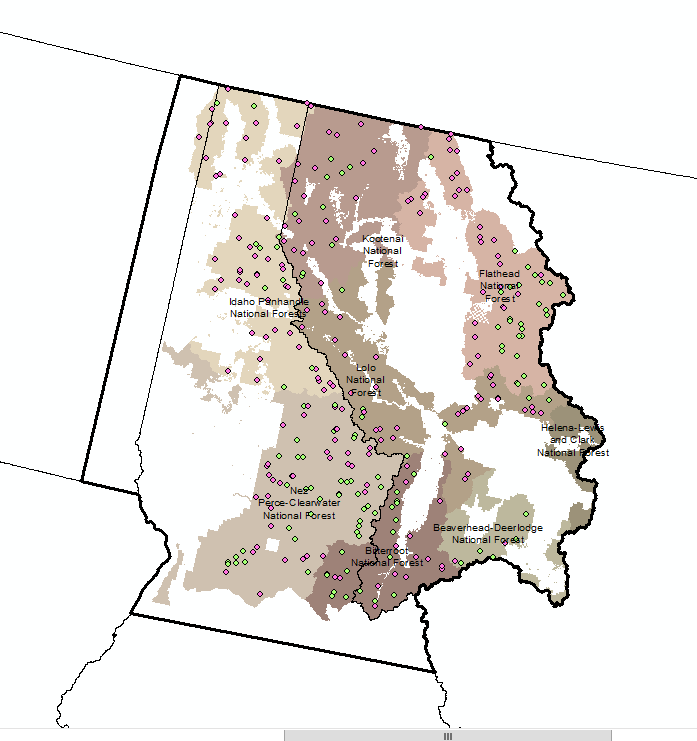 Kootenai
National
Forest
Flathead
National
Forest
Idaho Panhandle
National Forests
Lolo
National
Forest
Helena-Lewis
and Clark
National Forest
Nez
Perce-Clearwater
National Forest
Beaverhead-Deerlodge
National Forest
Bitterroot
National Forest